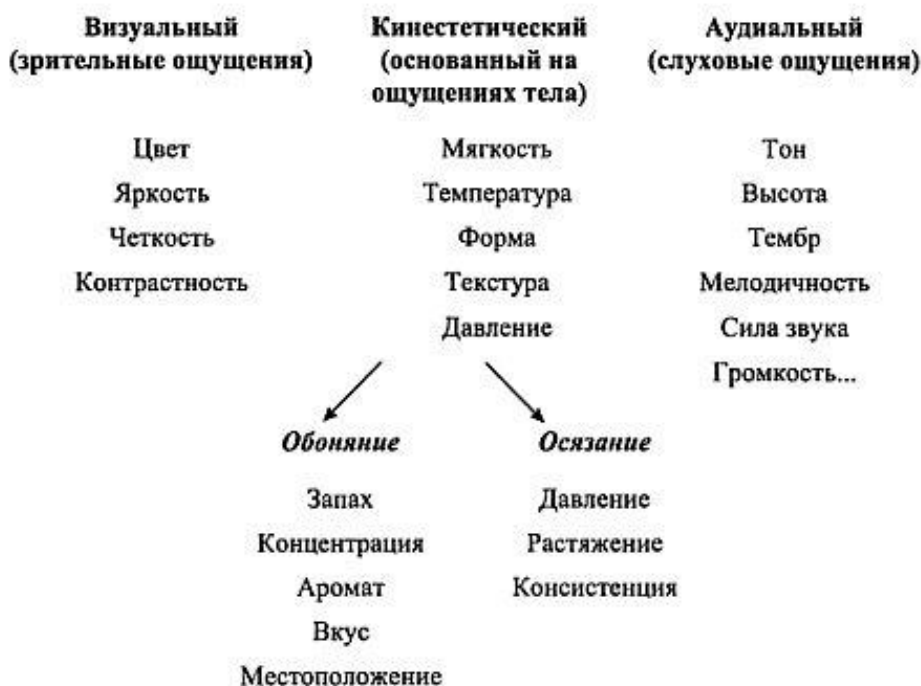 Визуальный
(зрительные ощущения)
Цвет
Яркость
Четкость
Контрастность
Кинестетический
(основанный на
ощущениях тела)
Мягкость
Температура
Форма
Текстура
Давление
Обоняние
Запах
Концентрация
Аромат
Вкус
Местоположение
Осязание
Давление
Растяжение
Консистенция
Аудиальный
(слуховые ощущения)
Тон
Высота
Тембр
Мелодичность
Сила звука
Громкость...